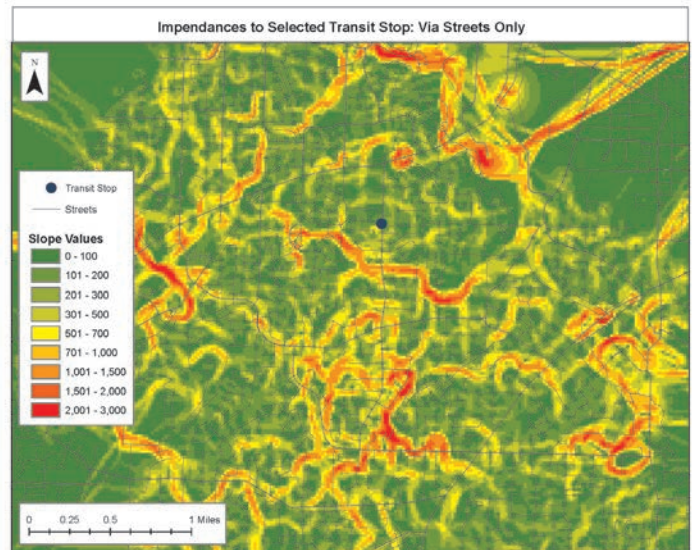 Impendances to Selected Transit Stop: Via Streets Only
N
Transit Stop
Streets
Slope Values
0 - 100
101 - 200
201 - 300
301 - 500
501 - 700
701 - 1,000
1,001 - 1,500
1,501 - 2,000
2,001 - 3,000
0 0.25 0.5 1 Miles